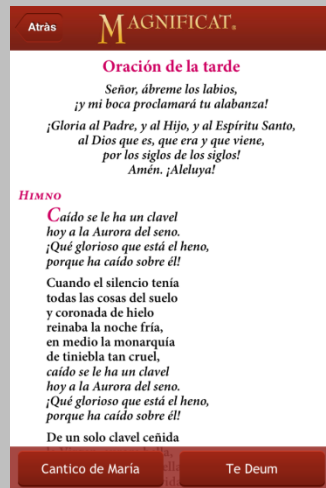 Atràs
MAGNIFICAT®
Oración de la tarde
Señor, ábreme los labios,
¡y mi boca proclamará tu alabanza!
¡Gloria al Padre, y al Hijo, y al Espíritu Santo,
al Dios que es, que era y que viene,
por los siglos de los siglos!
Amén. ¡Aleluya!
HIMNO
Caído se le ha un clavel
hoy a la Aurora del seno.
¡Qué glorioso que está el heno,
porque ha caído sobre él!
Cuando el silencio tenía
todas las cosas del suelo
y coronada de hielo
reinaba la noche fría,
en medio la monarquía
de tiniebla tan cruel,
caído se le ha un clavel
hoy a la Aurora del seno.
¡Qué glorioso que está el heno,
porque ha caído sobre él!
De un solo clavel ceñida
Cantico de María
Te Deum